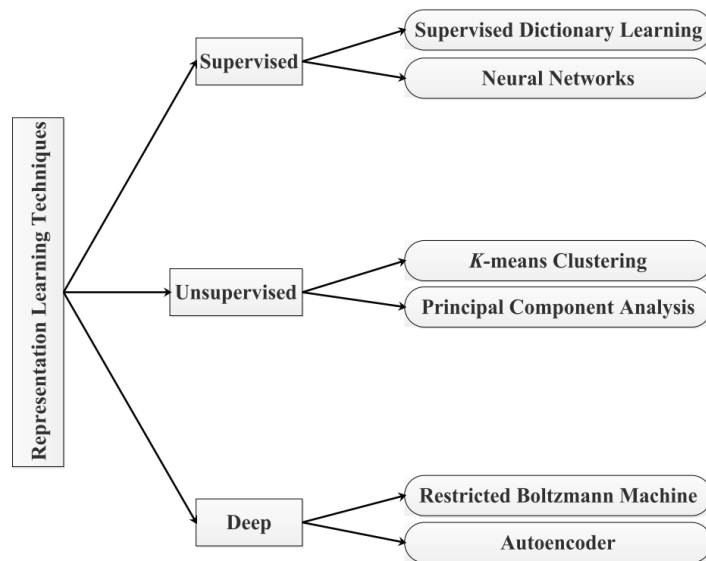 Representation Learning Techniques
Supervised
Supervised Dictionary Learning
Neural Networks
Unsupervised
K-means Clustering
Principal Component Analysis
Deep
Restricted Boltzmann Machine
Autoencoder